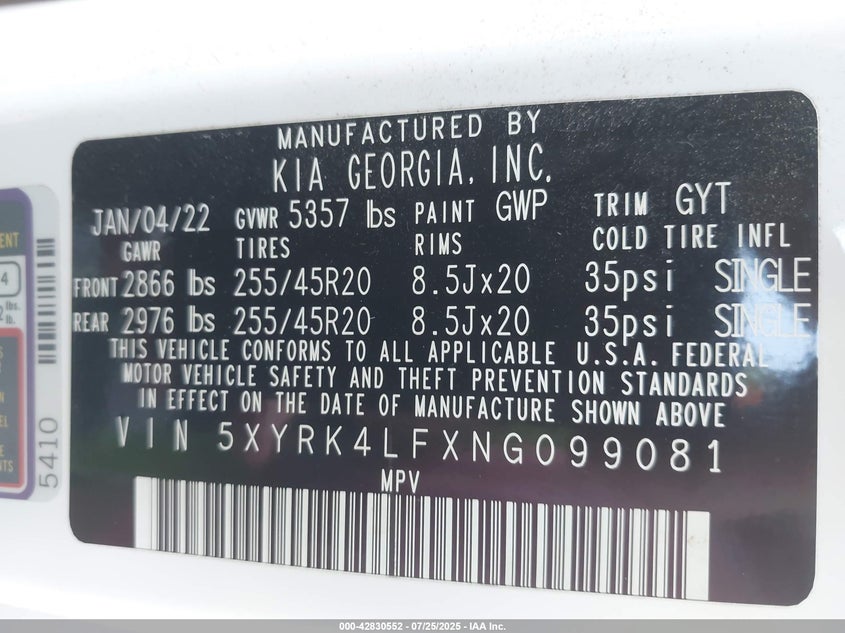 MANUFACTURED BY
KIA GEORGIA, INC.
JAN/04/22 GVWR 5357 lbs PAINT GWP TRIM GYT
GAWR TIRES RIMS COLD TIRE INFL
FRONT 2866 lbs 255/45R20 8.5Jx20 35psi SINGLE
REAR 2976 lbs 255/45R20 8.5Jx20 35psi SINGLE
THIS VEHICLE CONFORMS TO ALL APPLICABLE U.S.A. FEDERAL
MOTOR VEHICLE SAFETY AND THEFT PREVENTION STANDARDS
IN EFFECT ON THE DATE OF MANUFACTURE SHOWN ABOVE
VIN 5XYRK4LFXNG099081
MPV
5410
lbs.
lb.
000-42830552 - 07/25/2025 - IAA Inc.